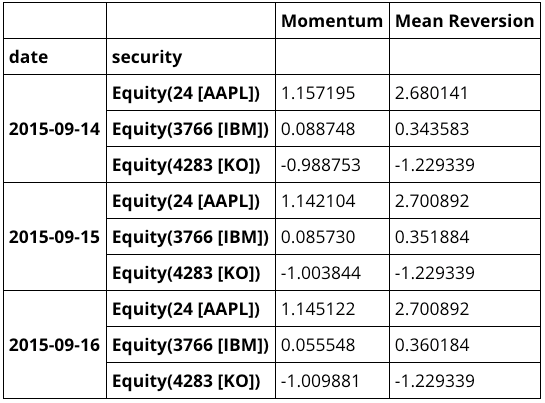 Momentum Mean Reversion
date security
2015-09-14 Equity(24 [AAPL]) 1.157195 2.680141
Equity(3766 [IBM]) 0.088748 0.343583
Equity(4283 [KO]) -0.988753 -1.229339
2015-09-15 Equity(24 [AAPL]) 1.142104 2.700892
Equity(3766 [IBM]) 0.085730 0.351884
Equity(4283 [KO]) -1.003844 -1.229339
2015-09-16 Equity(24 [AAPL]) 1.145122 2.700892
Equity(3766 [IBM]) 0.055548 0.360184
Equity(4283 [KO]) -1.009881 -1.229339